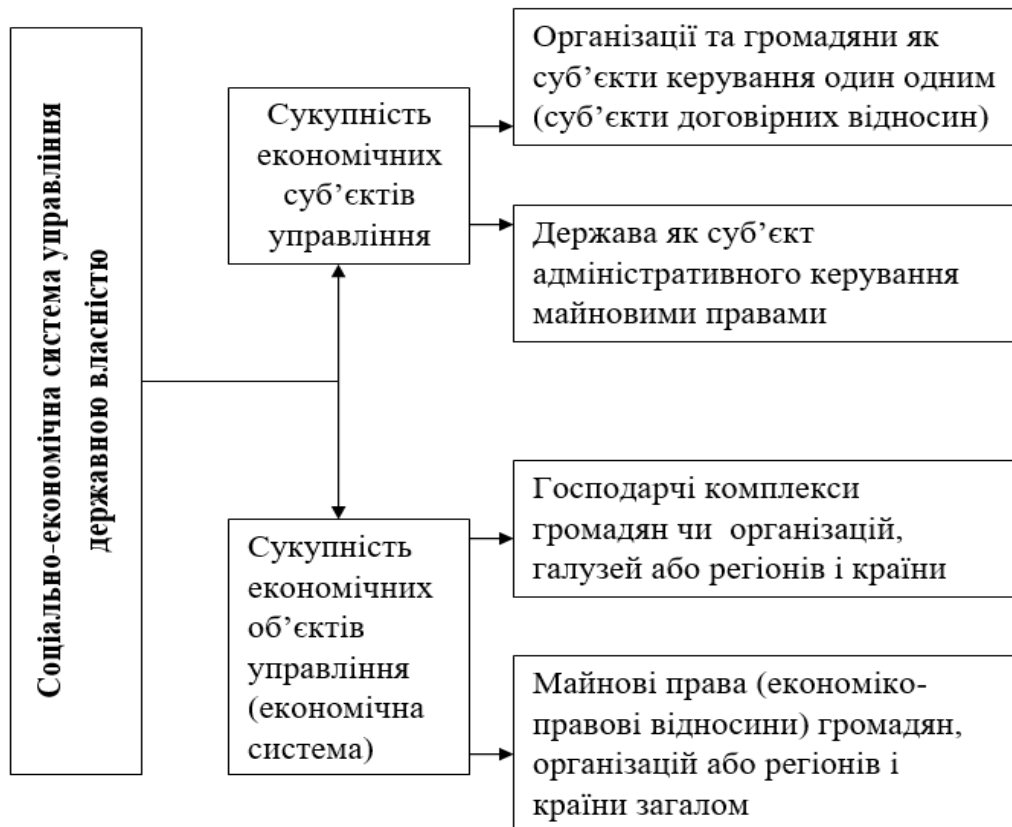 Соціально-економічна система управління
державною власністю
Сукупність
економічних
суб’єктів
управління
Організації та громадяни як
суб’єкти керування один одним
(суб’єкти договірних відносин)
Держава як суб’єкт
адміністративного керування
майновими правами
Сукупність
економічних
об’єктів
управління
(економічна
система)
Господарчі комплекси
громадян чи організацій,
галузей або регіонів і країни
Майнові права (економіко-
правові відносини) громадян,
організацій або регіонів і
країни загалом